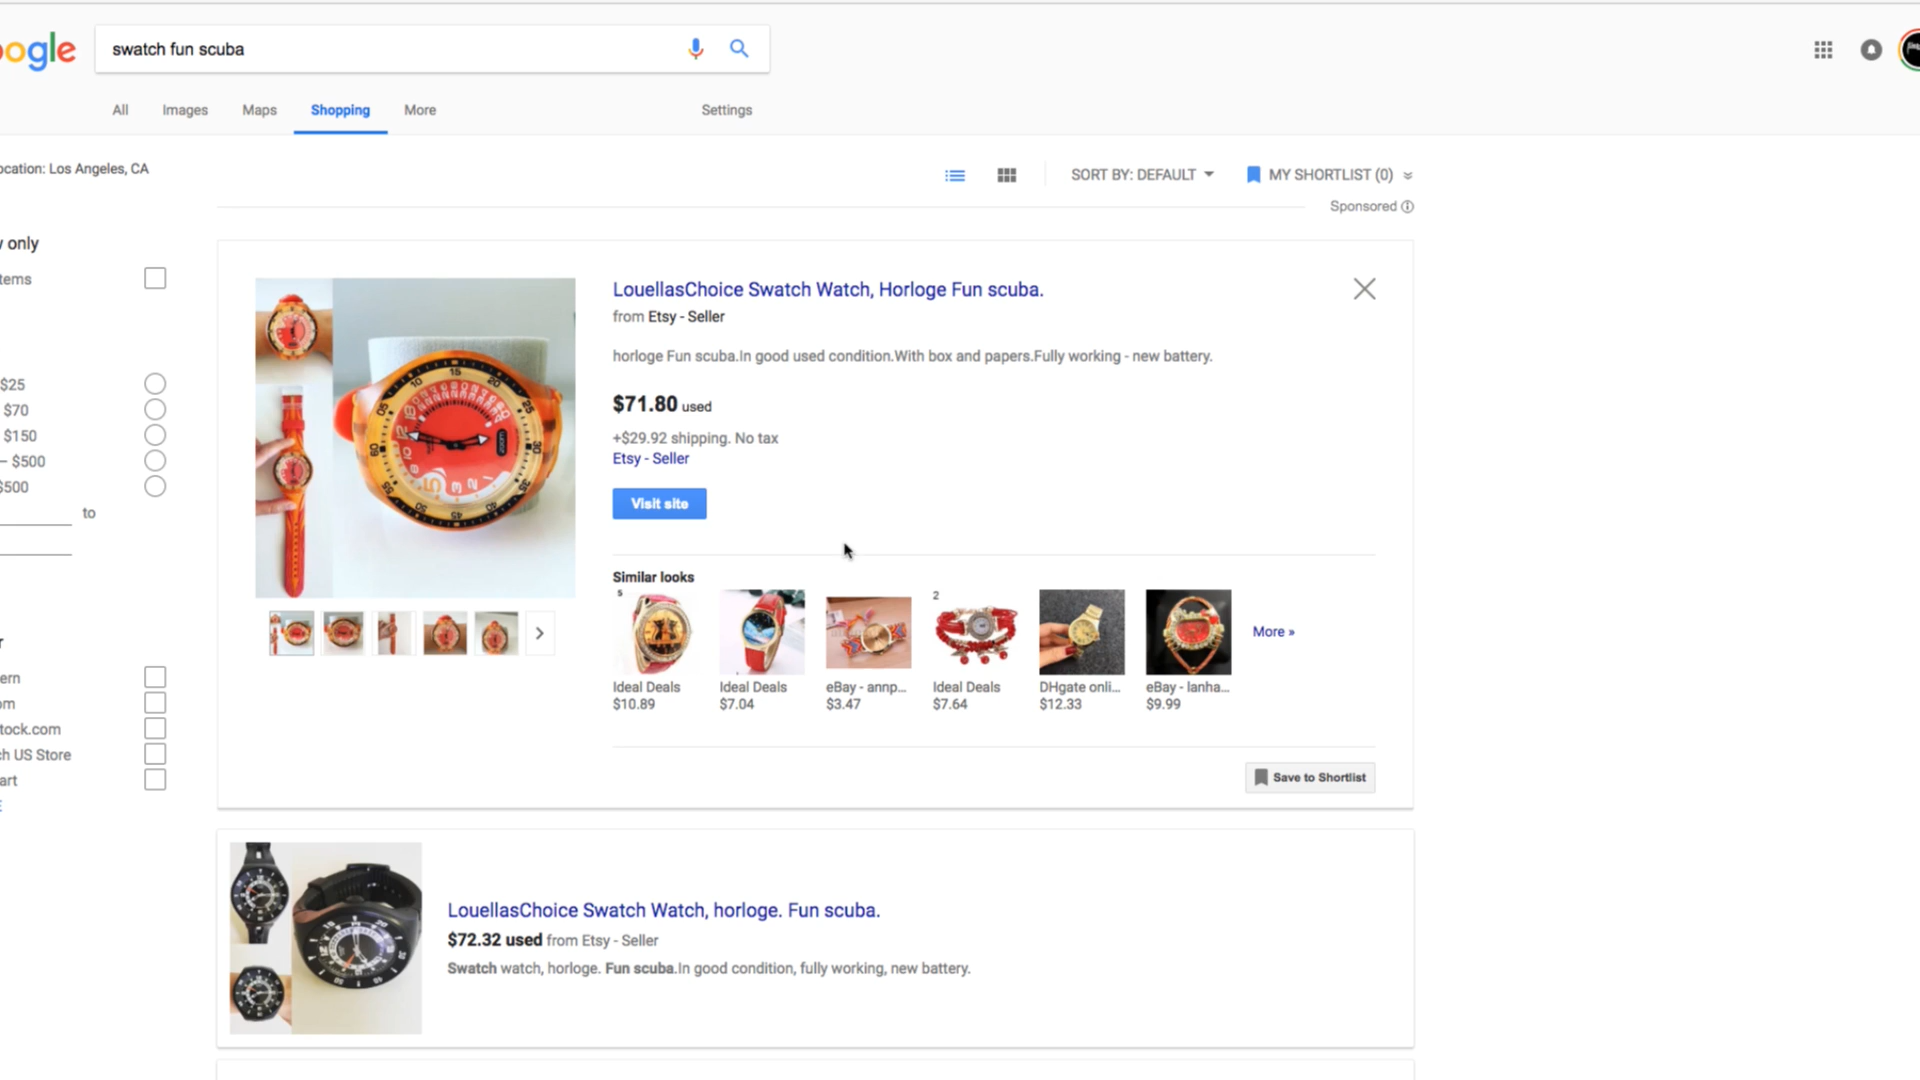 oogle
swatch fun scuba
All Images Maps Shopping More Settings
ocation: Los Angeles, CA
SORT BY: DEFAULT
MY SHORTLIST (0)
Sponsored
only
tems
$25
$70
$150
– $500
$500
to
ern
om
tock.com
ch US Store
art
LouellasChoice Swatch Watch, Horloge Fun scuba.
from Etsy - Seller
horloge Fun scuba.In good used condition.With box and papers.Fully working - new battery.
$71.80 used
+$29.92 shipping. No tax
Etsy - Seller
Visit site
Similar looks
5
2
Ideal Deals
$10.89
Ideal Deals
$7.04
eBay - annp...
$3.47
Ideal Deals
$7.64
DHgate onli...
$12.33
eBay - lanha...
$9.99
More »
Save to Shortlist
LouellasChoice Swatch Watch, horloge. Fun scuba.
$72.32 used from Etsy - Seller
Swatch watch, horloge. Fun scuba.In good condition, fully working, new battery.